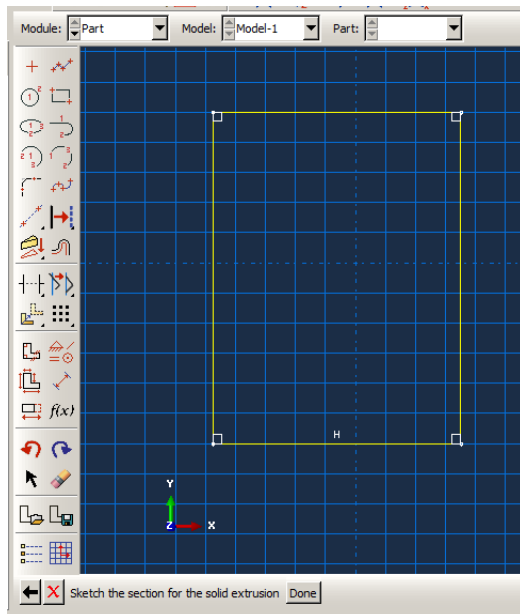 Module: Part Model: Model-1 Part:
f(x)
H
Y
Z X
Sketch the section for the solid extrusion Done